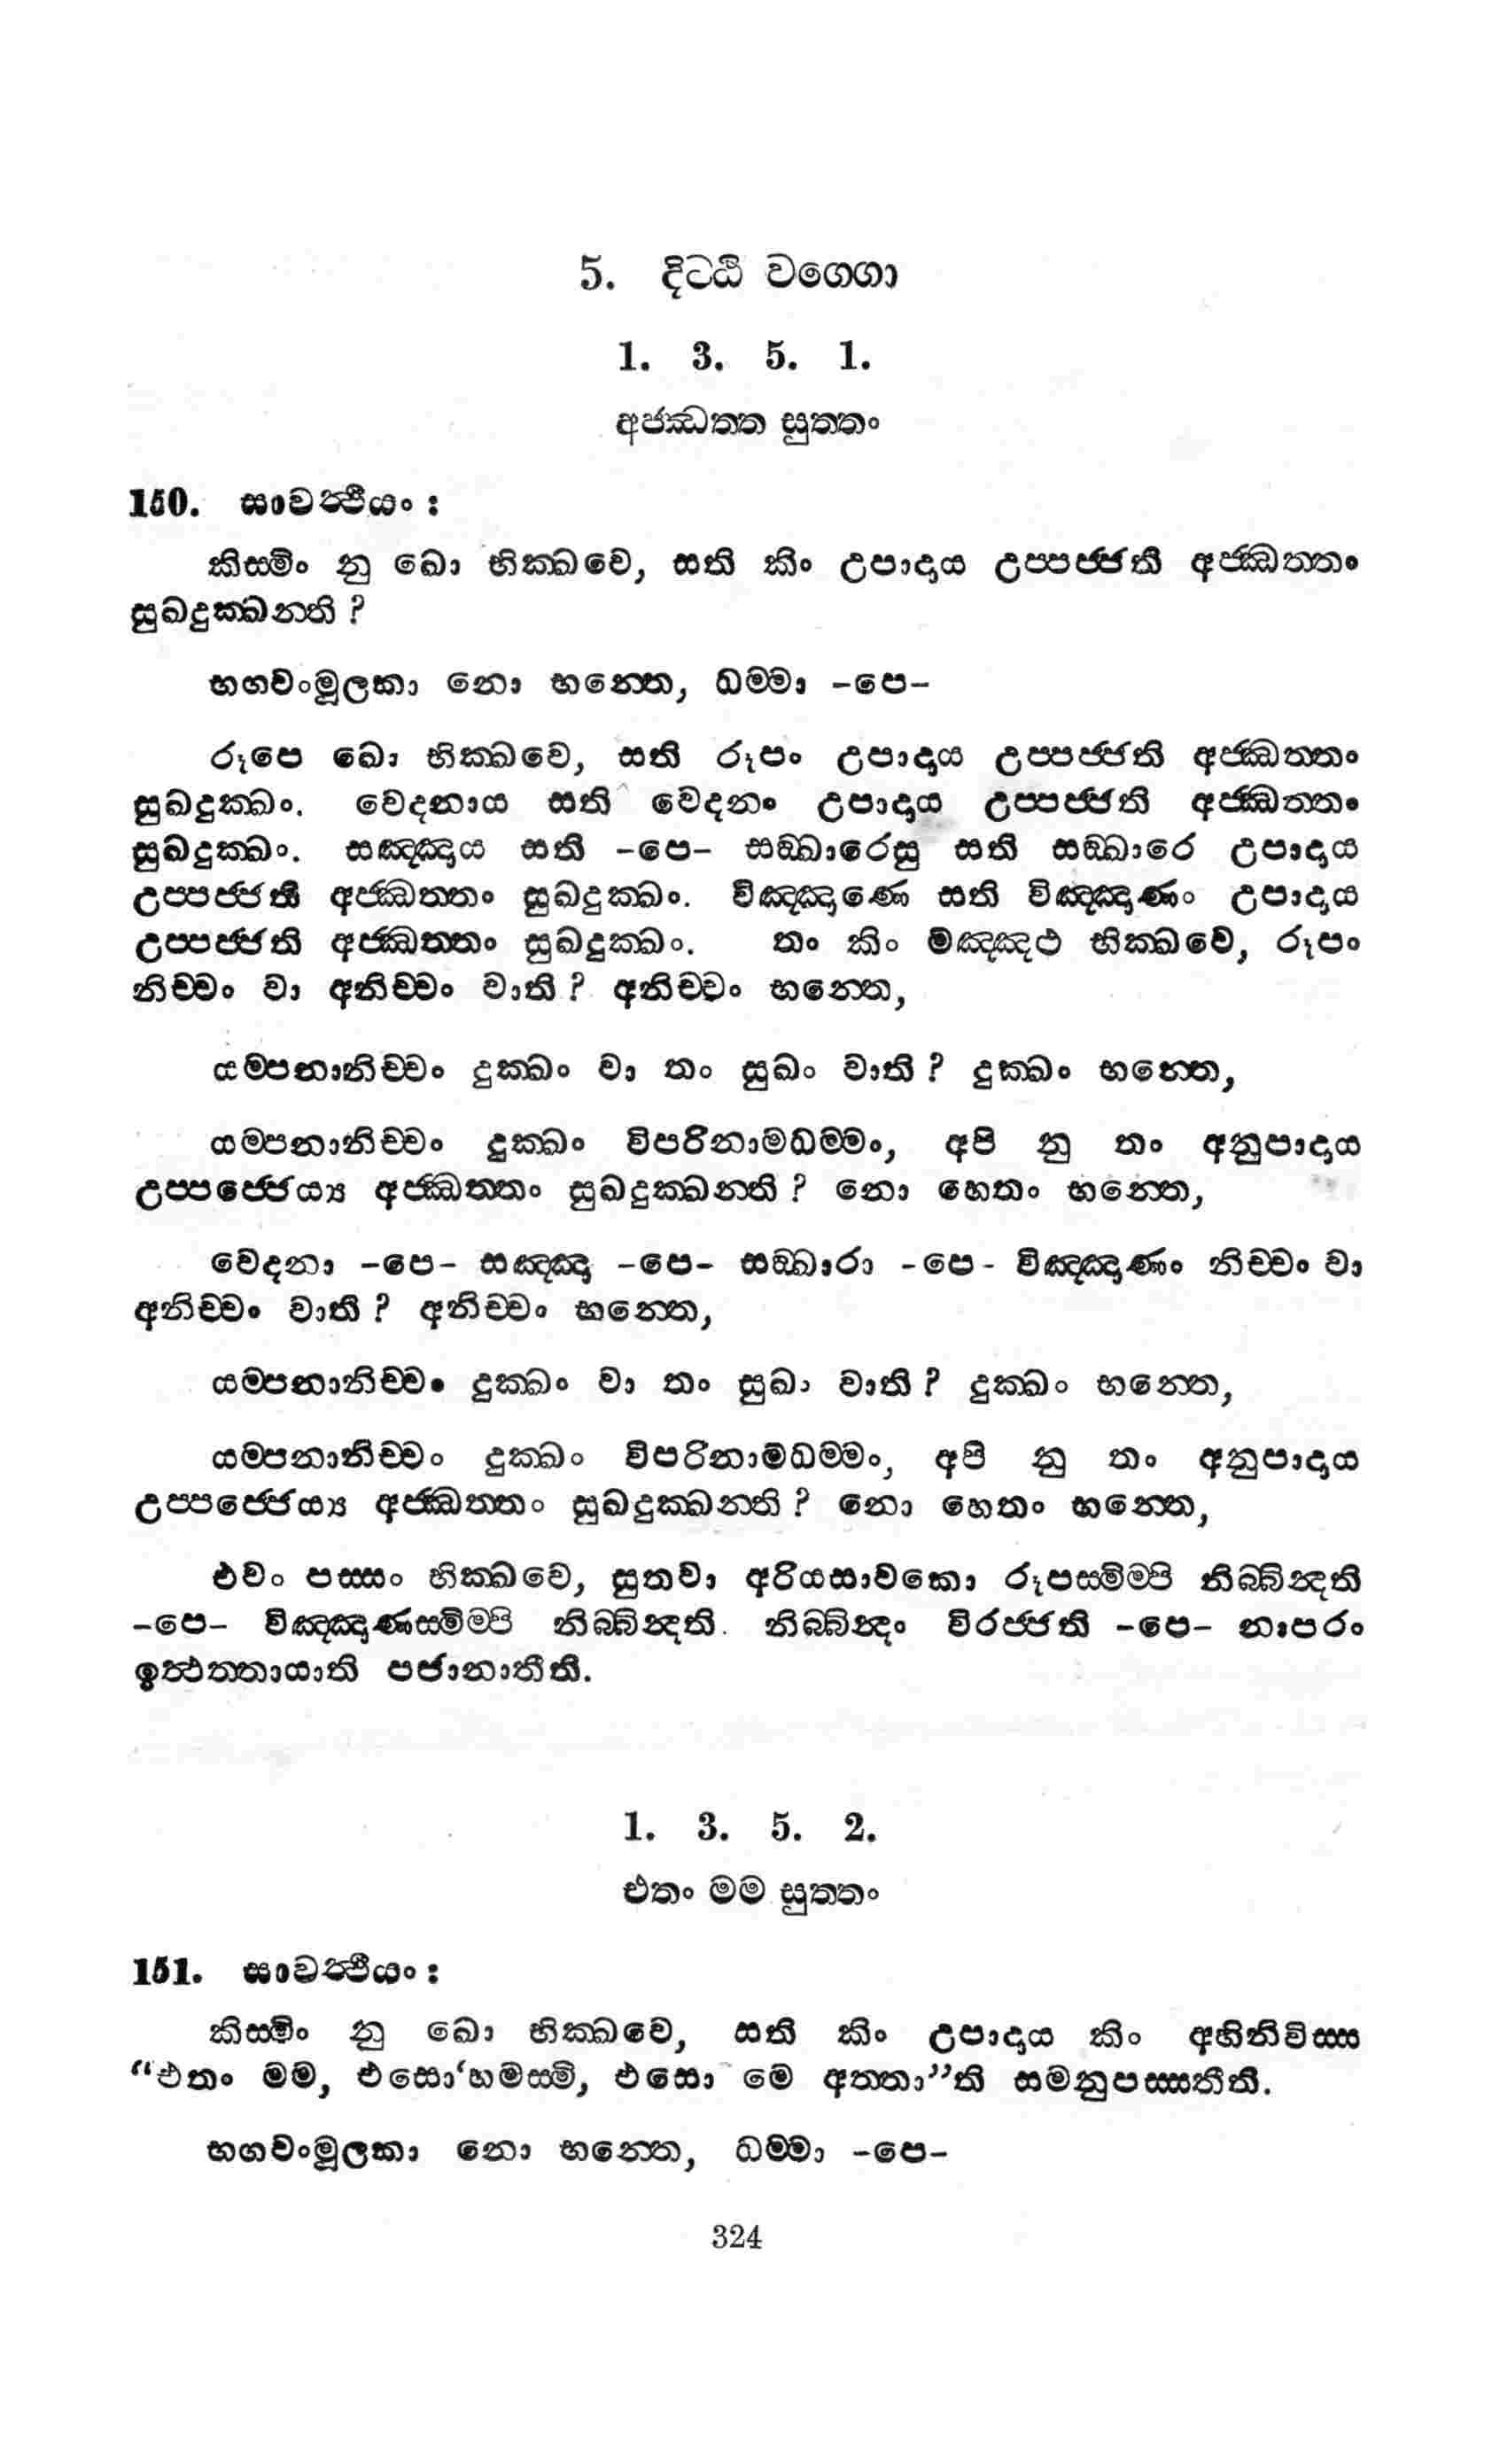 5. දිට්ඨි වග්ගො
1. 3. 5. 1.
අජ්ඣත්ත සුත්තං
150. සාවත්ථියං :
කිස්මිං නු ඛො භික්ඛවෙ, සති කිං උපාදාය උප්පජ්ජති අජ්ඣත්තං
සුඛදුක්ඛන්ති ?
භගවංමූලකා නො භන්තෙ, ධම්මා -පෙ-
රූපෙ ඛො භික්ඛවෙ, සති රූපං උපාදාය උප්පජ්ජති අජ්ඣත්තං
සුඛදුක්ඛං. වෙදනාය සති වෙදනං උපාදාය උප්පජ්ජති අජ්ඣත්තං
සුඛදුක්ඛං. සඤ්ඤාය සති -පෙ- සඞ්ඛාරෙසු සති සඞ්ඛාරෙ උපාදාය
උප්පජ්ජති අජ්ඣත්තං සුඛදුක්ඛං. විඤ්ඤාණෙ සති විඤ්ඤාණං උපාදාය
උප්පජ්ජති අජ්ඣත්තං සුඛදුක්ඛං. තං කිං මඤ්ඤථ භික්ඛවෙ, රූපං
නිච්චං වා අනිච්චං වාති ? අනිච්චං භන්තෙ,
යම්පනානිච්චං දුක්ඛං වා තං සුඛං වාති ? දුක්ඛං භන්තෙ,
යම්පනානිච්චං දුක්ඛං විපරිනාමධම්මං, අපි නු තං අනුපාදාය
උප්පජ්ජෙය්‍ය අජ්ඣත්තං සුඛදුක්ඛන්ති ? නො හෙතං භන්තෙ,
වෙදනා -පෙ- සඤ්ඤා -පෙ- සඞ්ඛාරා -පෙ- විඤ්ඤාණං නිච්චං වා
අනිච්චං වාති ? අනිච්චං භන්තෙ,
යම්පනානිච්චං දුක්ඛං වා තං සුඛං වාති ? දුක්ඛං භන්තෙ,
යම්පනානිච්චං දුක්ඛං විපරිනාමධම්මං, අපි නු තං අනුපාදාය
උප්පජ්ජෙය්‍ය අජ්ඣත්තං සුඛදුක්ඛන්ති ? නො හෙතං භන්තෙ,
එවං පස්සං භික්ඛවෙ, සුතවා අරියසාවකො රූපස්මිම්පි නිබ්බින්දති
-පෙ- විඤ්ඤාණස්මිම්පි නිබ්බින්දති. නිබ්බින්දං විරජ්ජති -පෙ- නාපරං
ඉත්ථත්තායාති පජානාතීති.
1. 3. 5. 2.
එතං මම සුත්තං
151. සාවත්ථියං :
කිස්මිං නු ඛො භික්ඛවෙ, සති කිං උපාදාය කිං අභිනිවිස්ස
“එතං මම, එසො‘හමස්මි, එසො මෙ අත්තා”ති සමනුපස්සතීති.
භගවංමූලකා නො භන්තෙ, ධම්මා -පෙ-
324